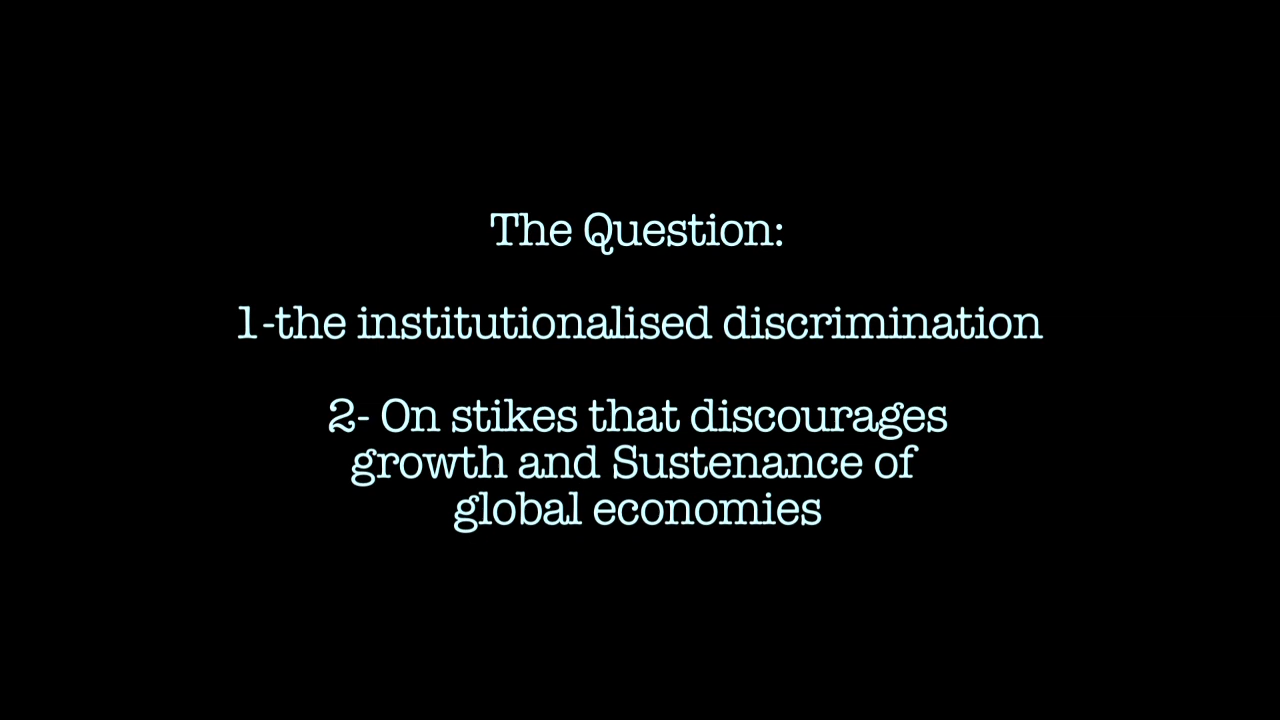 The Question:
1-the institutionalised discrimination
2- On stikes that discourages
growth and Sustenance of
global economies